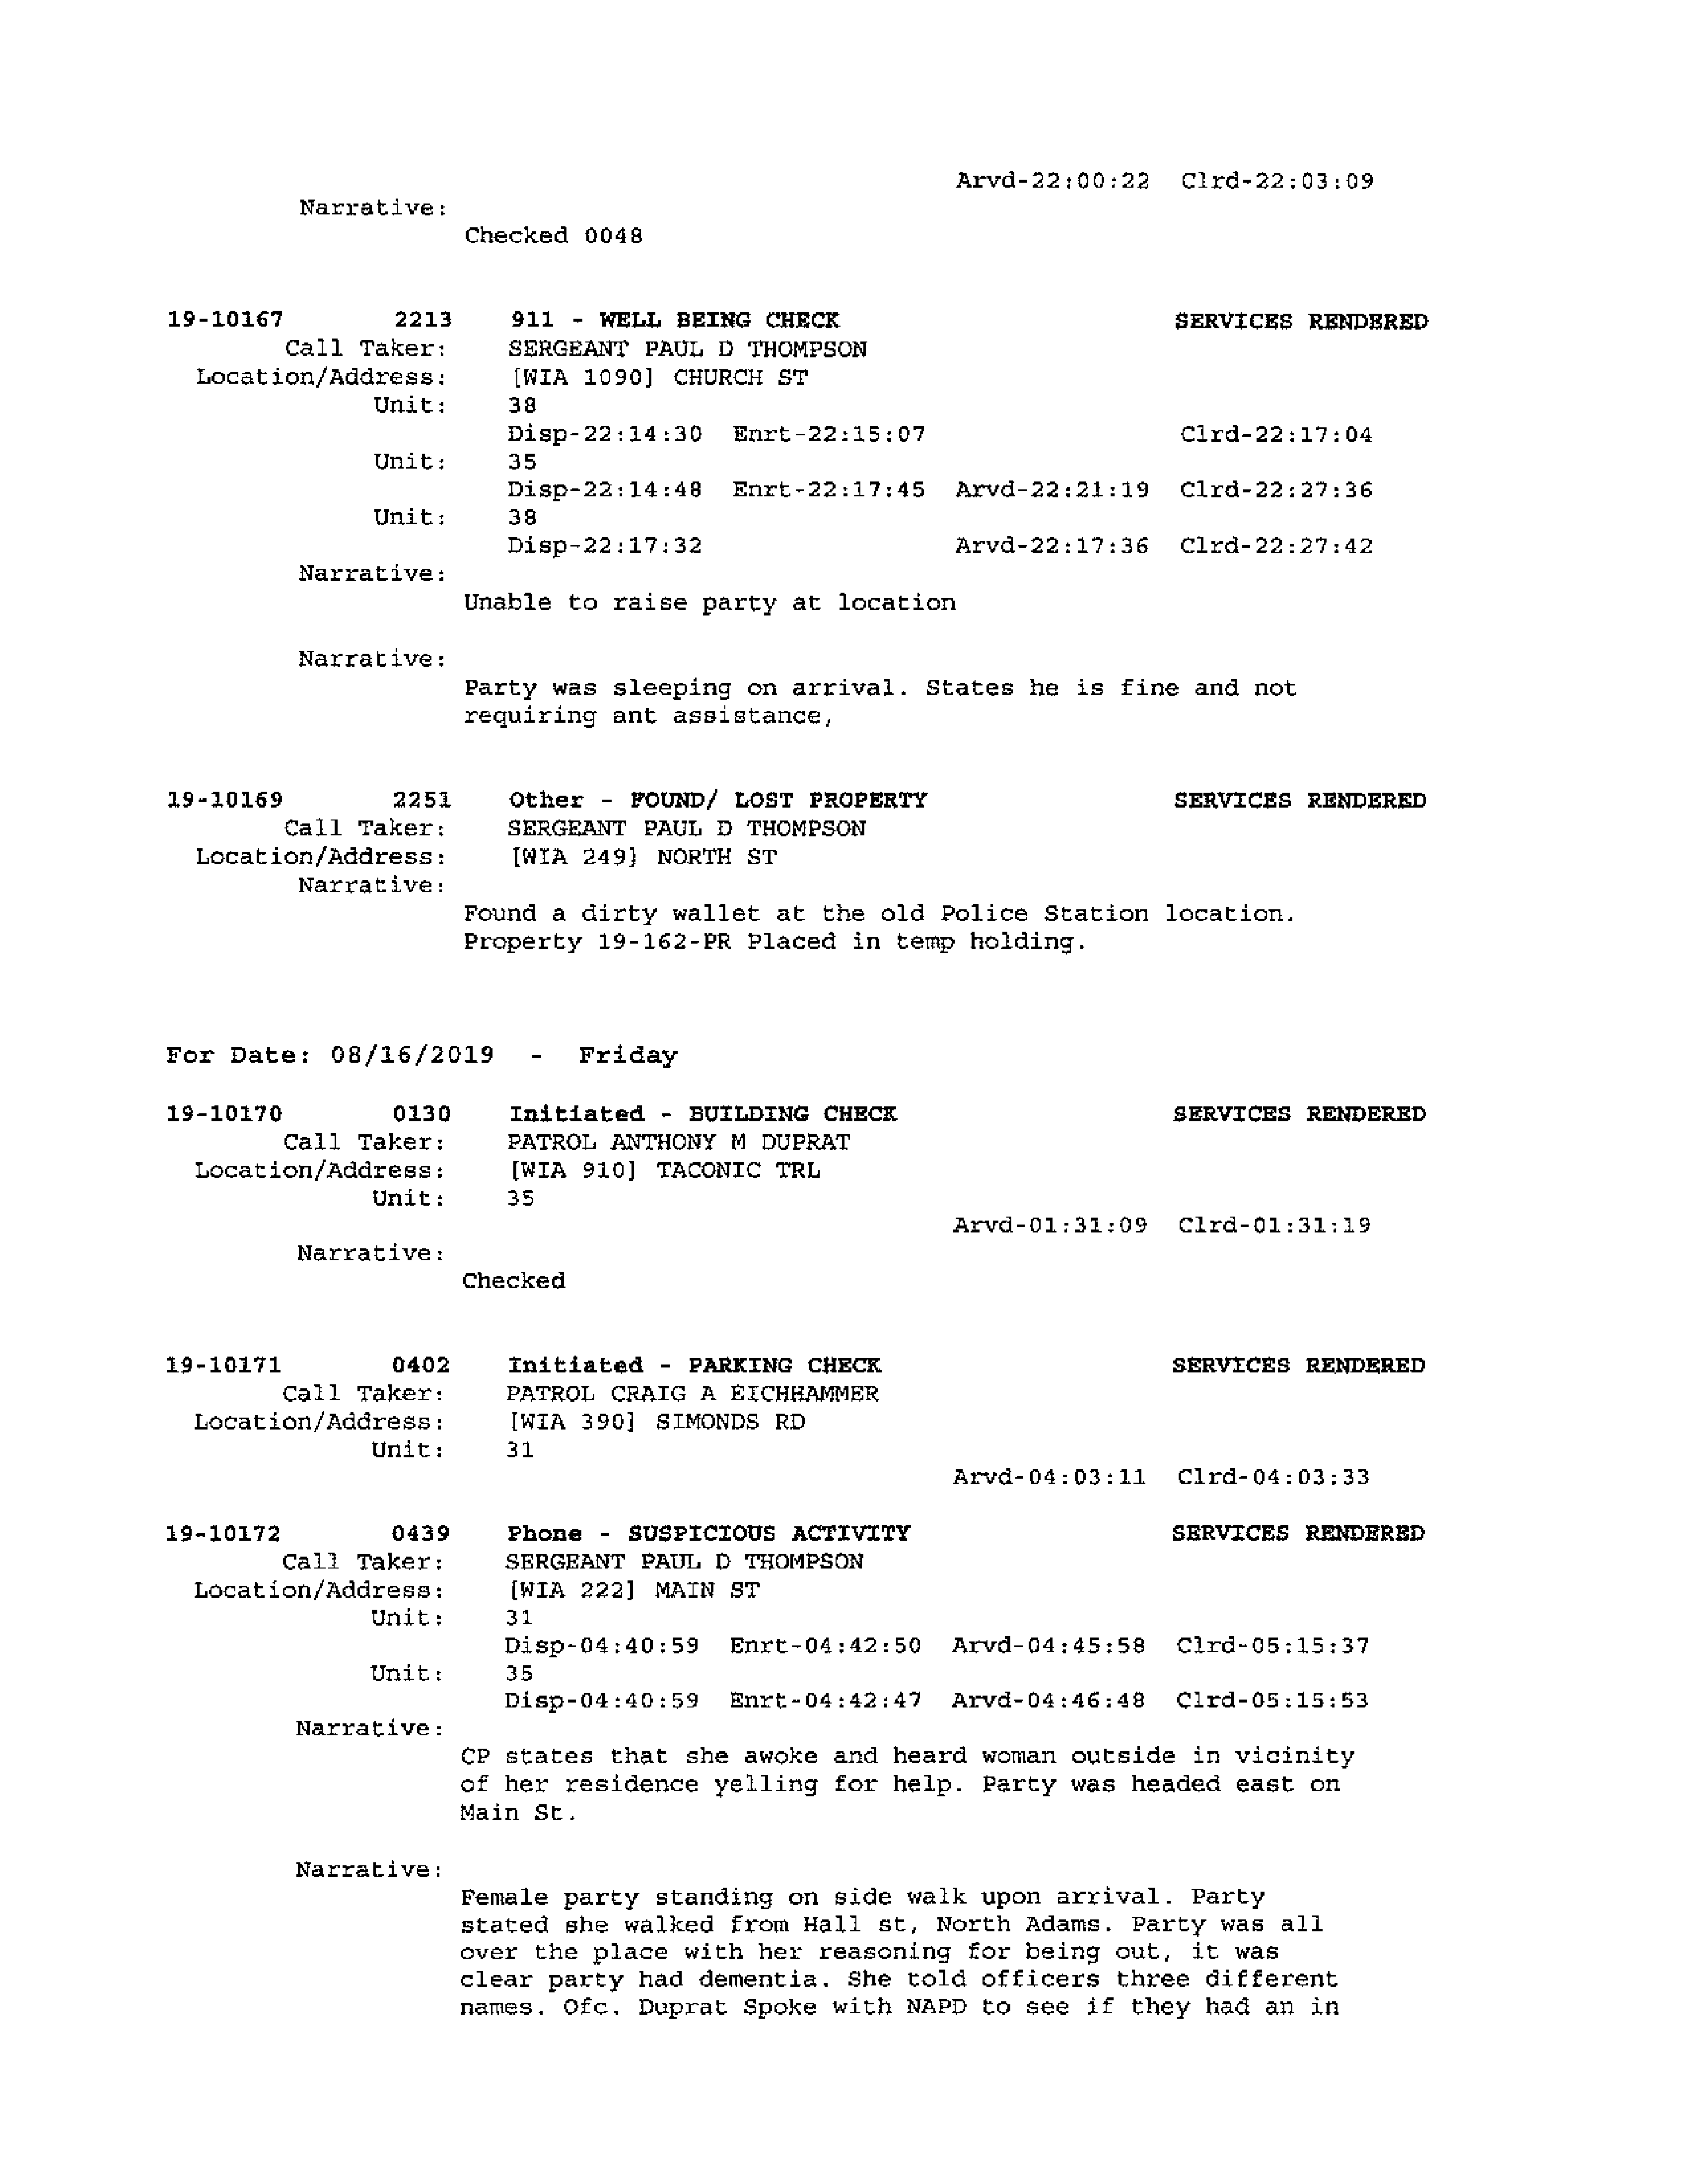 Arvd-22:00:22 Clrd-22:03:09
Narrative:
Checked 0048
19-10167 2213 911 - WELL BEING CHECK SERVICES RENDERED
Call Taker: SERGEANT PAUL D THOMPSON
Location/Address: [WIA 1090] CHURCH ST
Unit: 38
Disp-22:14:30 Enrt-22:15:07 Clrd-22:17:04
Unit: 35
Disp-22:14:48 Enrt-22:17:45 Arvd-22:21:19 Clrd-22:27:36
Unit: 38
Disp-22:17:32 Arvd-22:17:36 Clrd-22:27:42
Narrative:
Unable to raise party at location
Narrative:
Party was sleeping on arrival. States he is fine and not
requiring ant assistance,
19-10169 2251 Other - FOUND/ LOST PROPERTY SERVICES RENDERED
Call Taker: SERGEANT PAUL D THOMPSON
Location/Address: [WIA 249] NORTH ST
Narrative:
Found a dirty wallet at the old Police Station location.
Property 19-162-PR Placed in temp holding.
For Date: 08/16/2019 - Friday
19-10170 0130 Initiated - BUILDING CHECK SERVICES RENDERED
Call Taker: PATROL ANTHONY M DUPRAT
Location/Address: [WIA 910] TACONIC TRL
Unit: 35
Arvd-01:31:09 Clrd-01:31:19
Narrative:
Checked
19-10171 0402 Initiated - PARKING CHECK SERVICES RENDERED
Call Taker: PATROL CRAIG A EICHHAMMER
Location/Address: [WIA 390] SIMONDS RD
Unit: 31
Arvd-04:03:11 Clrd-04:03:33
19-10172 0439 Phone - SUSPICIOUS ACTIVITY SERVICES RENDERED
Call Taker: SERGEANT PAUL D THOMPSON
Location/Address: [WIA 222] MAIN ST
Unit: 31
Disp-04:40:59 Enrt-04:42:50 Arvd-04:45:58 Clrd-05:15:37
Unit: 35
Disp-04:40:59 Enrt-04:42:47 Arvd-04:46:48 Clrd-05:15:53
Narrative:
CP states that she awoke and heard woman outside in vicinity
of her residence yelling for help. Party was headed east on
Main St.
Narrative:
Female party standing on side walk upon arrival. Party
stated she walked from Hall st, North Adams. Party was all
over the place with her reasoning for being out, it was
clear party had dementia. She told officers three different
names. Ofc. Duprat Spoke with NAPD to see if they had an in